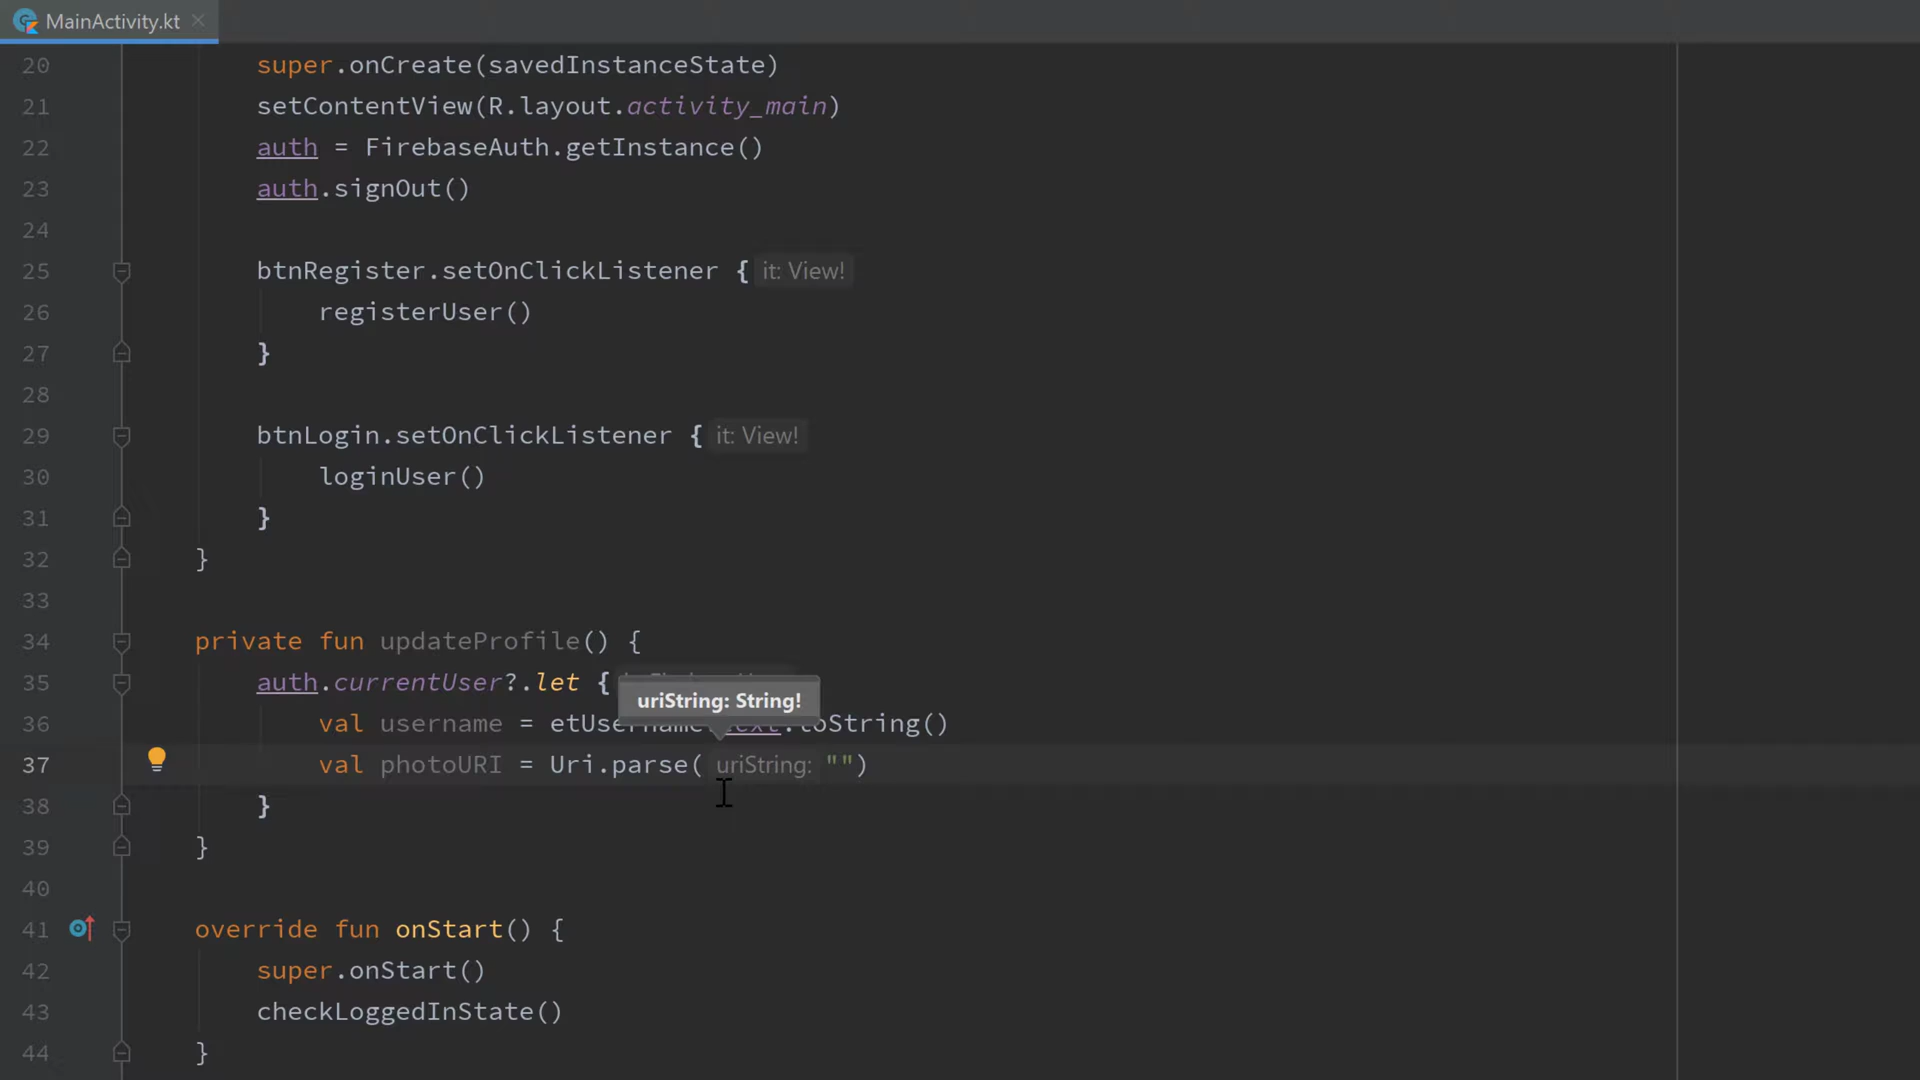 MainActivity.kt
20 super.onCreate(savedInstanceState)
21 setContentView(R.layout.activity_main)
22 auth = FirebaseAuth.getInstance()
23 auth.signOut()
24
25 btnRegister.setOnClickListener { it: View!
26 registerUser()
27 }
28
29 btnLogin.setOnClickListener { it: View!
30 loginUser()
31 }
32 }
33
34 private fun updateProfile() {
35 auth.currentUser?.let {
uriString: String!
36 val username = etUsername.text.toString()
37 val photoURI = Uri.parse( uriString: "")
38 }
39 }
40
41 override fun onStart() {
42 super.onStart()
43 checkLoggedInState()
44 }